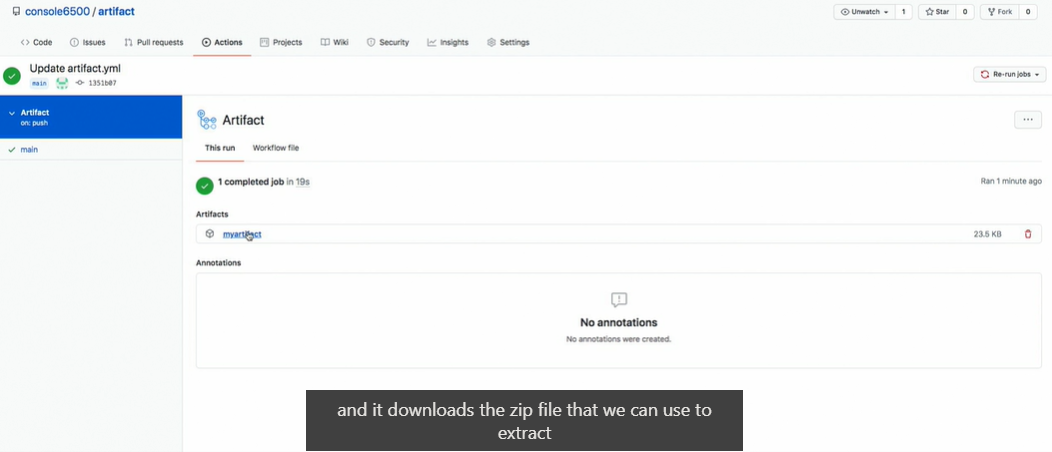 console6500 / artifact
Unwatch 1 Star 0 Fork 0
Code Issues Pull requests Actions Projects Wiki Security Insights Settings
Update artifact.yml
main 1351b07
Re-run jobs
Artifact
on: push
main
Artifact
...
This run Workflow file
1 completed job in 19s
Ran 1 minute ago
Artifacts
myartifact 23.5 KB
Annotations
No annotations
No annotations were created.
and it downloads the zip file that we can use to
extract